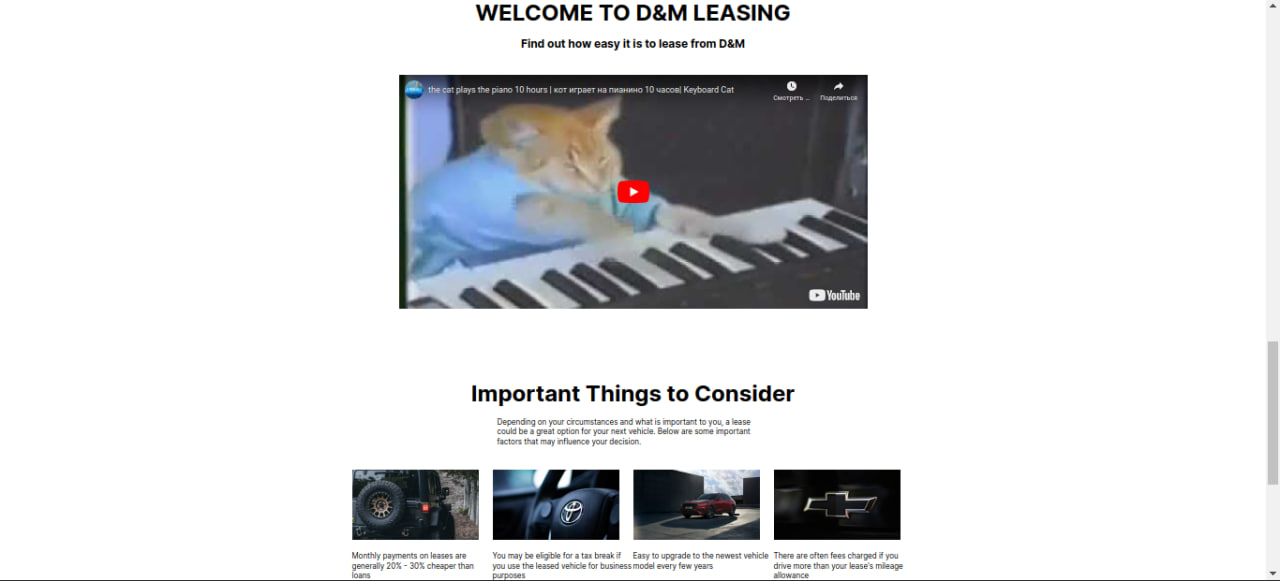 WELCOME TO D&M LEASING
Find out how easy it is to lease from D&M
the cat plays the piano 10 hours | кот играет на пианино 10 часов| Keyboard Cat
Смотреть ...
Поделиться
YouTube
Important Things to Consider
Depending on your circumstances and what is important to you, a lease
could be a great option for your next vehicle. Below are some important
factors that may influence your decision.
Monthly payments on leases are
generally 20% - 30% cheaper than
loans
You may be eligible for a tax break if
you use the leased vehicle for business
purposes
Easy to upgrade to the newest vehicle
model every few years
There are often fees charged if you
drive more than your lease's mileage
allowance